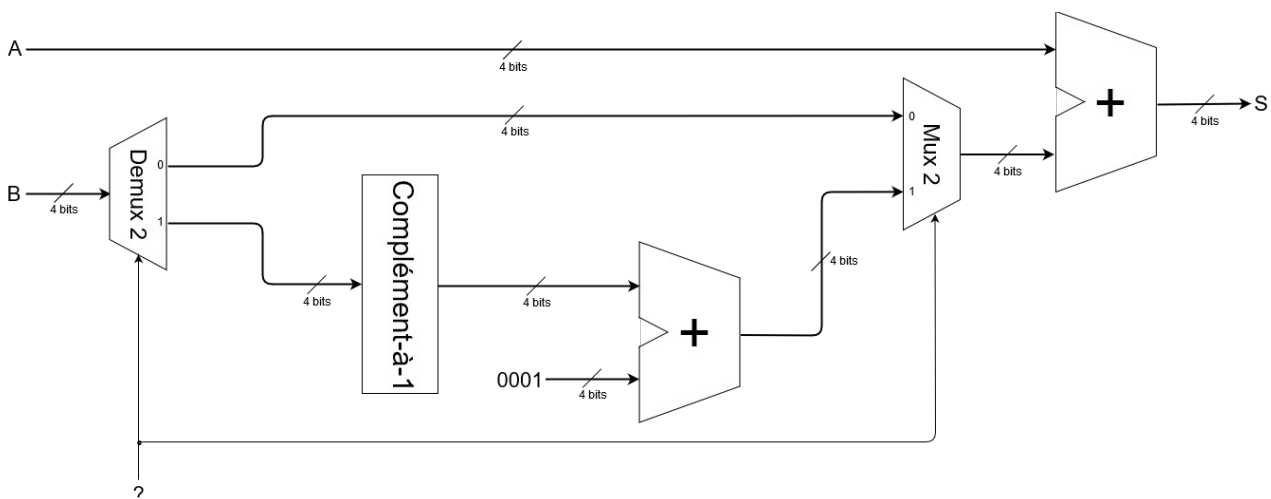 A
4 bits
+
4 bits
S
0
4 bits
0
Mux 2
1
4 bits
B
4 bits
Demux 2
0
1
4 bits
Complément-à-1
4 bits
0001
4 bits
+
4 bits
?